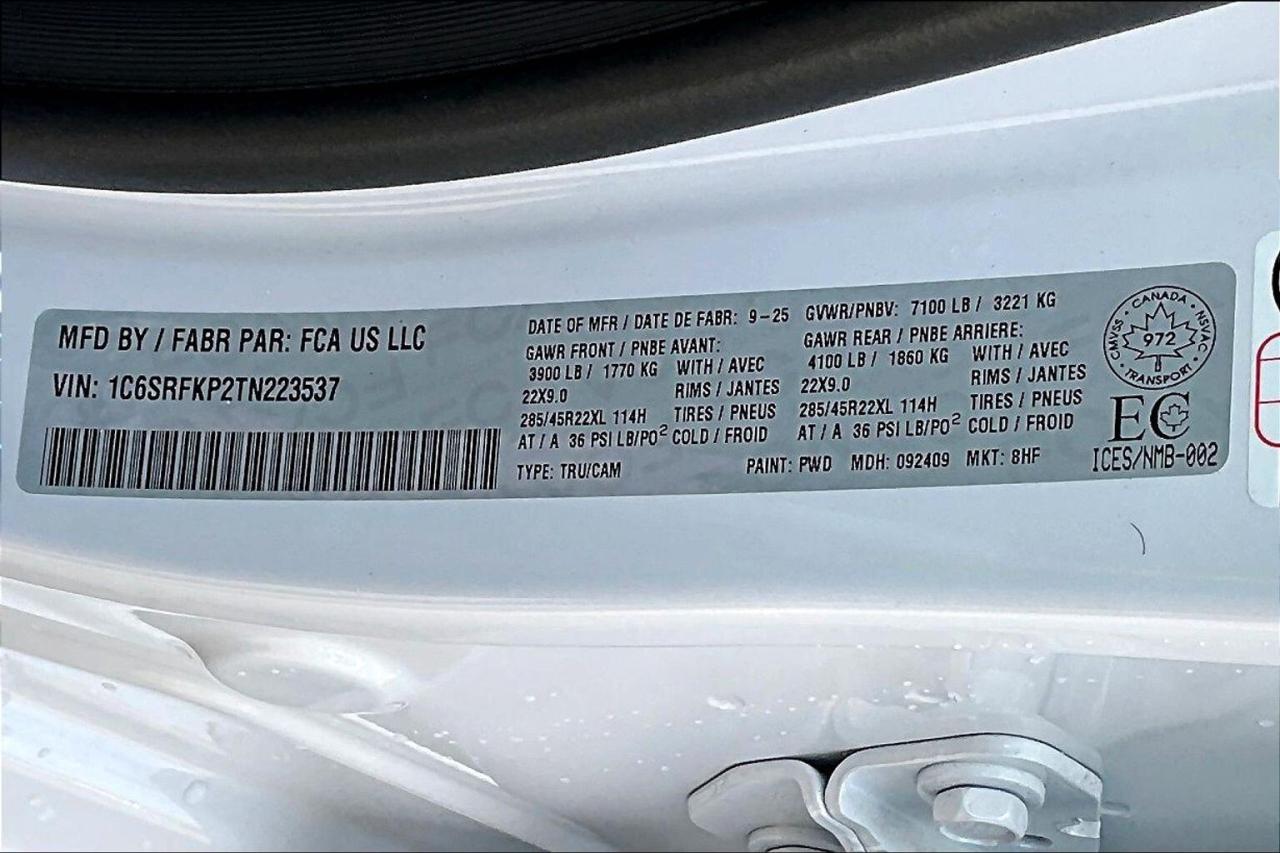 MFD BY / FABR PAR: FCA US LLC
VIN: 1C6SRFKP2TN223537
DATE OF MFR / DATE DE FABR: 9-25
GAWR FRONT / PNBE AVANT:
3900 LB / 1770 KG WITH / AVEC
22X9.0 RIMS / JANTES
285/45R22XL 114H TIRES / PNEUS
AT / A 36 PSI LB/PO² COLD / FROID
TYPE: TRU/CAM
GVWR/PNBV: 7100 LB / 3221 KG
GAWR REAR / PNBE ARRIERE:
4100 LB / 1860 KG WITH / AVEC
22X9.0 RIMS / JANTES
285/45R22XL 114H TIRES / PNEUS
AT / A 36 PSI LB/PO² COLD / FROID
PAINT: PWD MDH: 092409 MKT: 8HF
CMVSS · CANADA · NSVAC
972
· TRANSPORT ·
EC
ICES/NMB-002